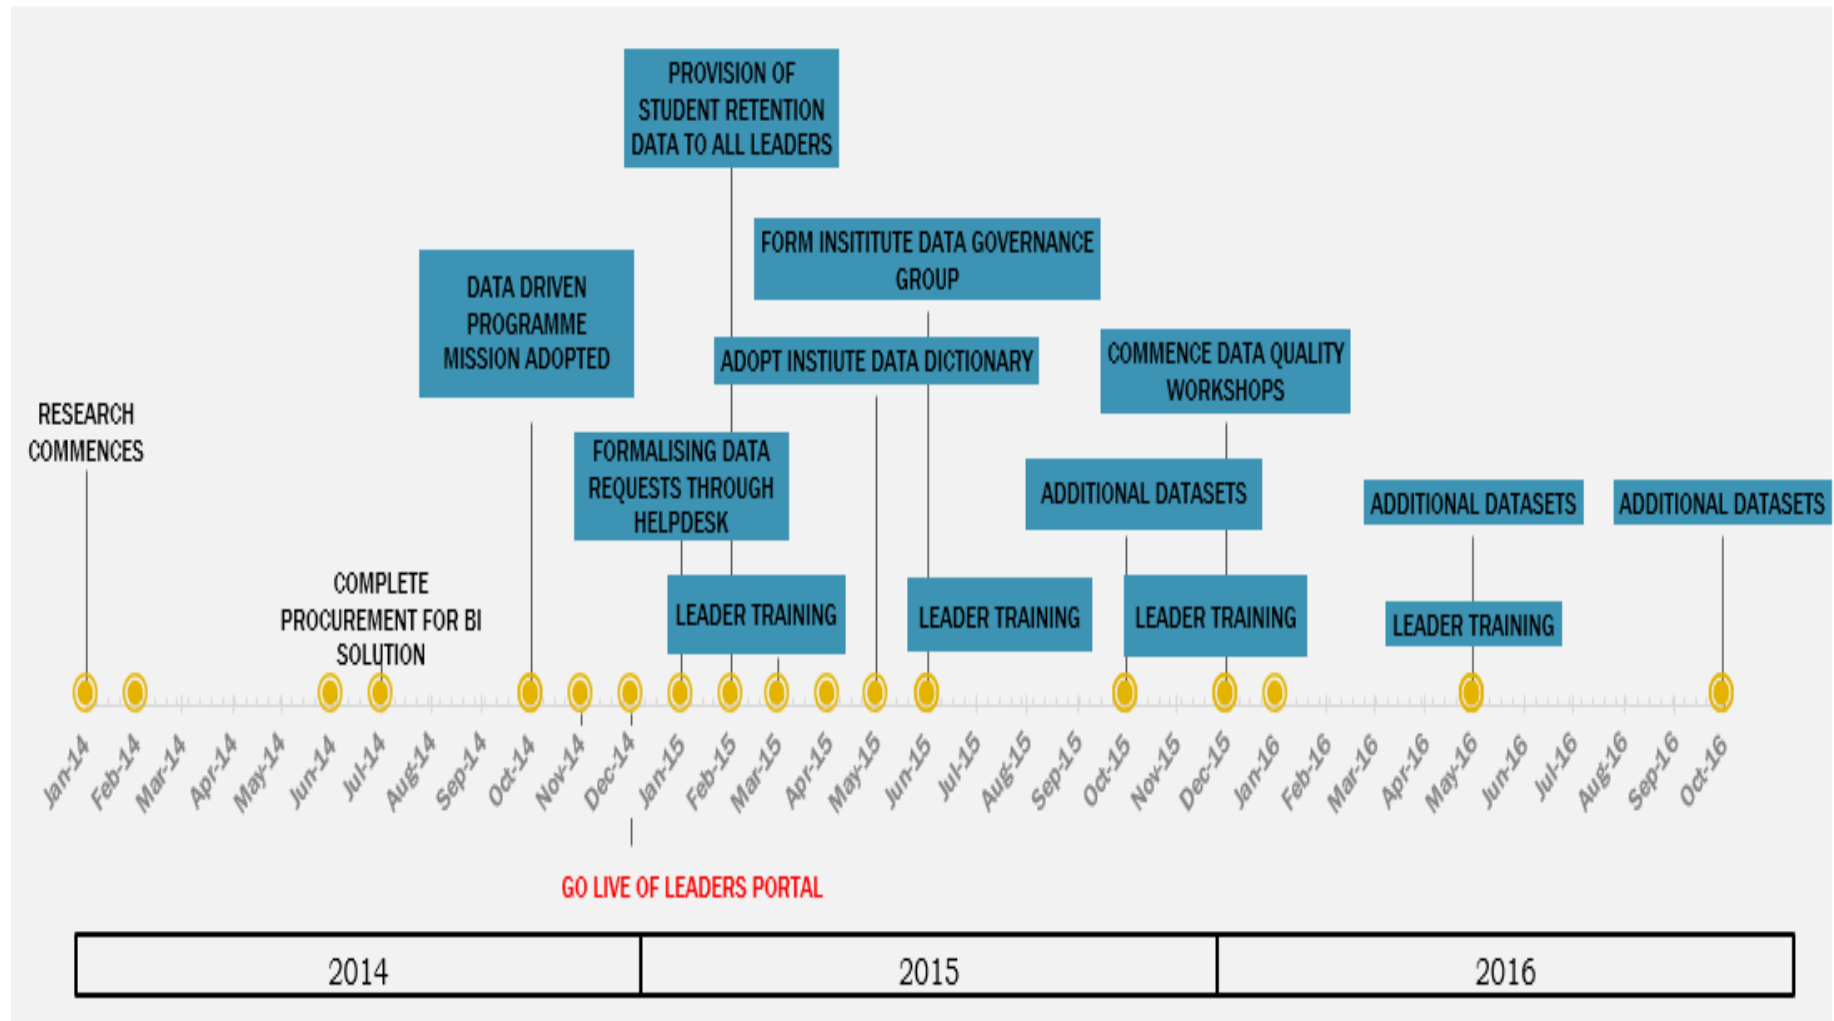 PROVISION OF
STUDENT RETENTION
DATA TO ALL LEADERS
FORM INSITITUTE DATA GOVERNANCE
GROUP
DATA DRIVEN
PROGRAMME
MISSION ADOPTED
ADOPT INSTIUTE DATA DICTIONARY
COMMENCE DATA QUALITY
WORKSHOPS
RESEARCH
COMMENCES
FORMALISING DATA
REQUESTS THROUGH
HELPDESK
ADDITIONAL DATASETS
ADDITIONAL DATASETS
ADDITIONAL DATASETS
COMPLETE
PROCUREMENT FOR BI
SOLUTION
LEADER TRAINING
LEADER TRAINING
LEADER TRAINING
LEADER TRAINING
Jan-14
Feb-14
Mar-14
Apr-14
May-14
Jun-14
Jul-14
Aug-14
Sep-14
Oct-14
Nov-14
Dec-14
Jan-15
Feb-15
Mar-15
Apr-15
May-15
Jun-15
Jul-15
Aug-15
Sep-15
Oct-15
Nov-15
Dec-15
Jan-16
Feb-16
Mar-16
Apr-16
May-16
Jun-16
Jul-16
Aug-16
Sep-16
Oct-16
GO LIVE OF LEADERS PORTAL
2014
2015
2016